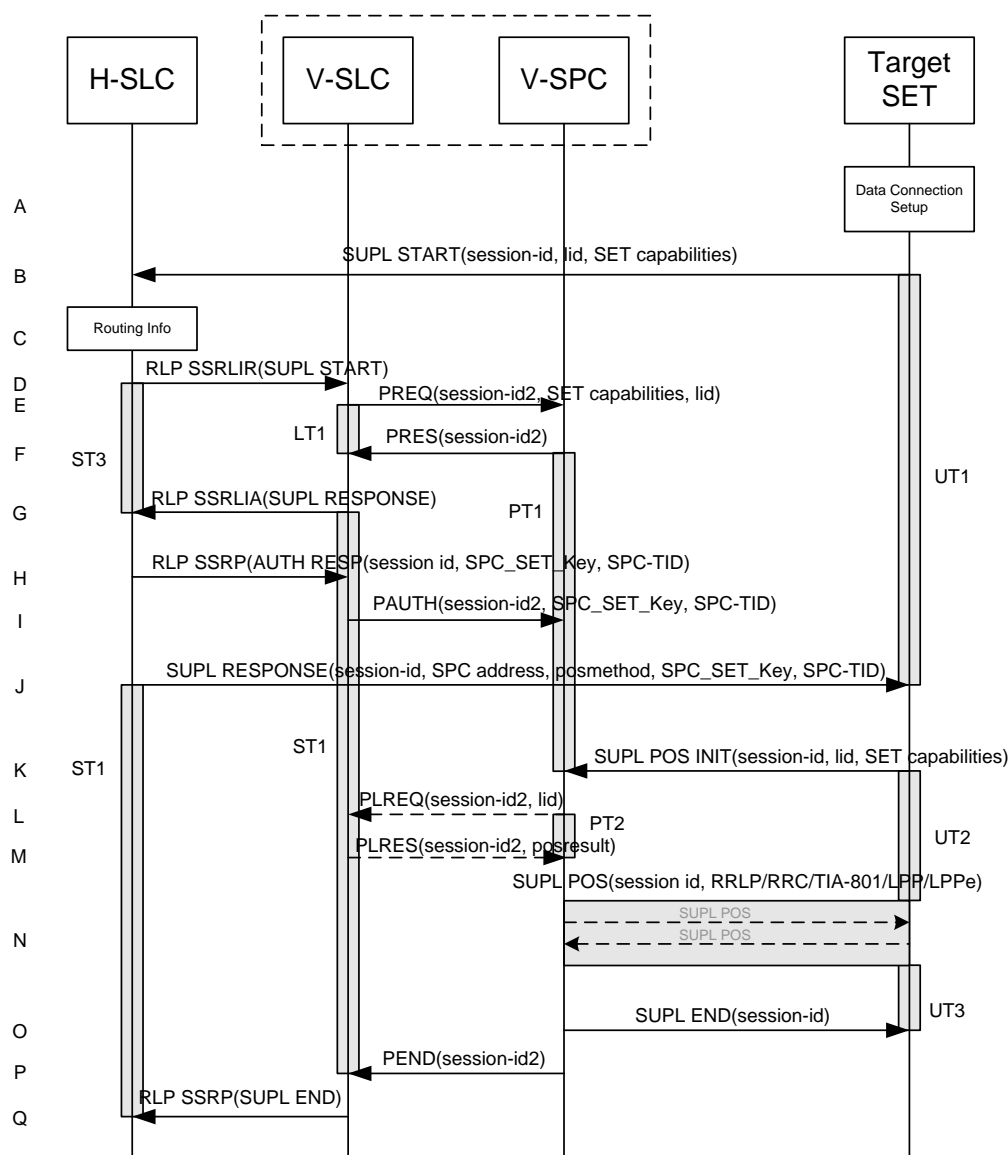 H-SLC
V-SLC
V-SPC
Target
SET
Data Connection
Setup
A
SUPL START(session-id, lid, SET capabilities)
B
Routing Info
C
RLP SSRLIR(SUPL START)
D
PREQ(session-id2, SET capabilities, lid)
E
LT1
PRES(session-id2)
F
ST3
UT1
RLP SSRLIA(SUPL RESPONSE)
G
PT1
RLP SSRP(AUTH RESP(session id, SPC_SET_Key, SPC-TID)
H
PAUTH(session-id2, SPC_SET_Key, SPC-TID)
I
SUPL RESPONSE(session-id, SPC address, posmethod, SPC_SET_Key, SPC-TID)
J
ST1
ST1
SUPL POS INIT(session-id, lid, SET capabilities)
K
PLREQ(session-id2, lid)
L
PT2
UT2
PLRES(session-id2, posresult)
M
SUPL POS(session id, RRLP/RRC/TIA-801/LPP/LPPe)
SUPL POS
SUPL POS
N
SUPL END(session-id)
UT3
O
PEND(session-id2)
P
RLP SSRP(SUPL END)
Q